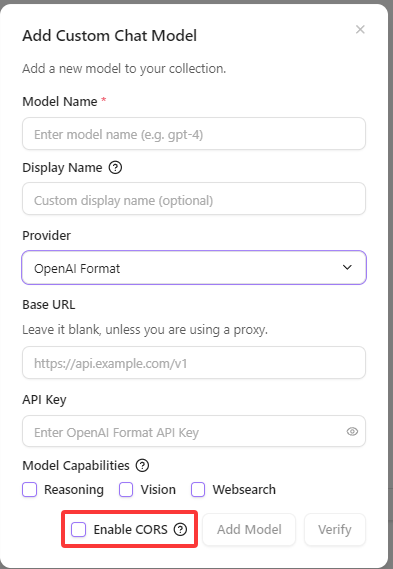 Add Custom Chat Model
Add a new model to your collection.
Model Name *
Enter model name (e.g. gpt-4)
Display Name
Custom display name (optional)
Provider
OpenAI Format
Base URL
Leave it blank, unless you are using a proxy.
https://api.example.com/v1
API Key
Enter OpenAI Format API Key
Model Capabilities
Reasoning Vision Websearch
Enable CORS Add Model Verify